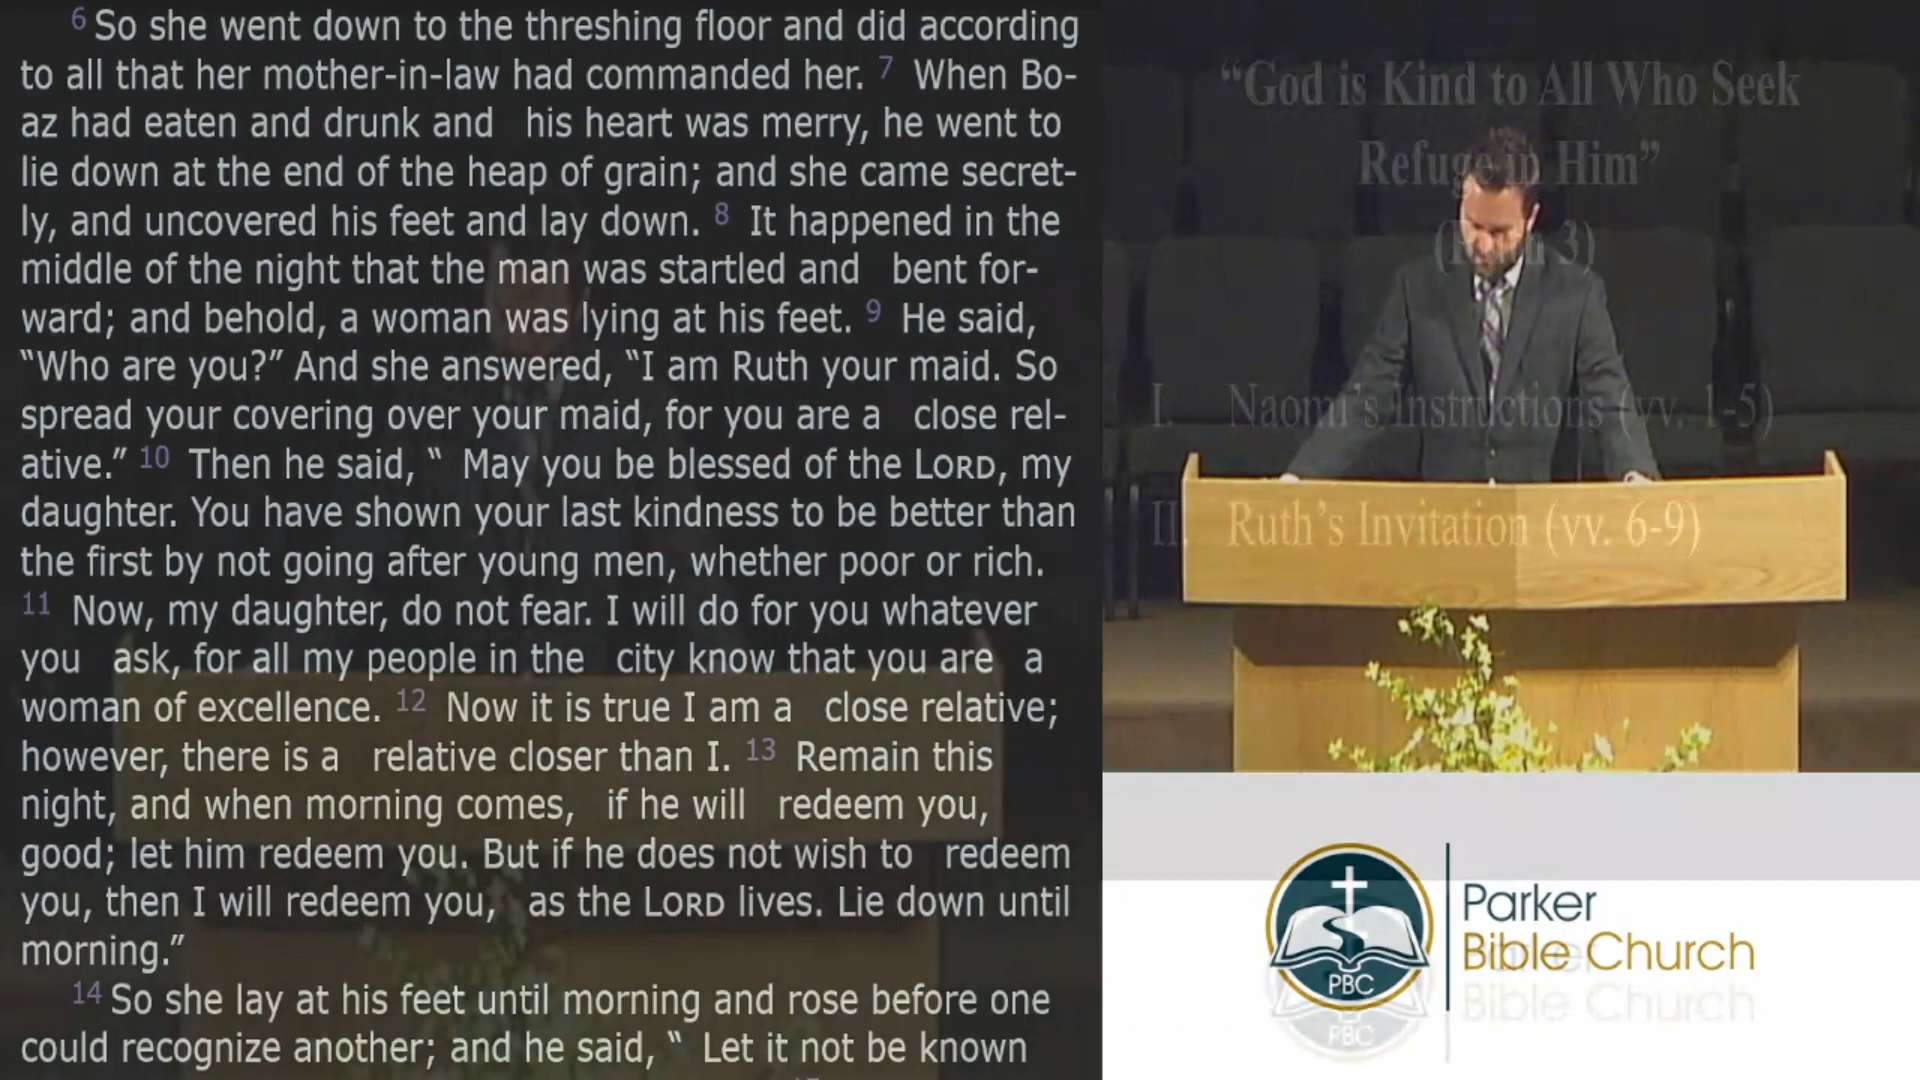 6 So she went down to the threshing floor and did according
to all that her mother-in-law had commanded her. 7 When Bo-
az had eaten and drunk and his heart was merry, he went to
lie down at the end of the heap of grain; and she came secret-
ly, and uncovered his feet and lay down. 8 It happened in the
middle of the night that the man was startled and bent for-
ward; and behold, a woman was lying at his feet. 9 He said,
“Who are you?” And she answered, “I am Ruth your maid. So
spread your covering over your maid, for you are a close rel-
ative.” 10 Then he said, “ May you be blessed of the LORD, my
daughter. You have shown your last kindness to be better than
the first by not going after young men, whether poor or rich.
11 Now, my daughter, do not fear. I will do for you whatever
you ask, for all my people in the city know that you are a
woman of excellence. 12 Now it is true I am a close relative;
however, there is a relative closer than I. 13 Remain this
night, and when morning comes, if he will redeem you,
good; let him redeem you. But if he does not wish to redeem
you, then I will redeem you, as the LORD lives. Lie down until
morning.”
14 So she lay at his feet until morning and rose before one
could recognize another; and he said, “ Let it not be known
“God is Kind to All Who Seek
Refuge in Him”
(Ruth 3)
I. Naomi’s Instructions (vv. 1-5)
II. Ruth’s Invitation (vv. 6-9)
PBC
Parker
Bible Church
Bible Church
PBC